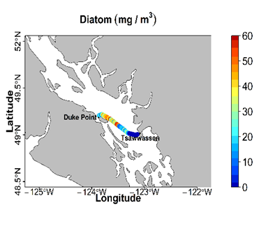 Diatom (mg / m³)
52°N
49.5°N
49°N
48.5°N
Latitude
Duke Point
Tsawwassen
−125°W
−124°W
−123°W
−122°W
Longitude
60
50
40
30
20
10
0